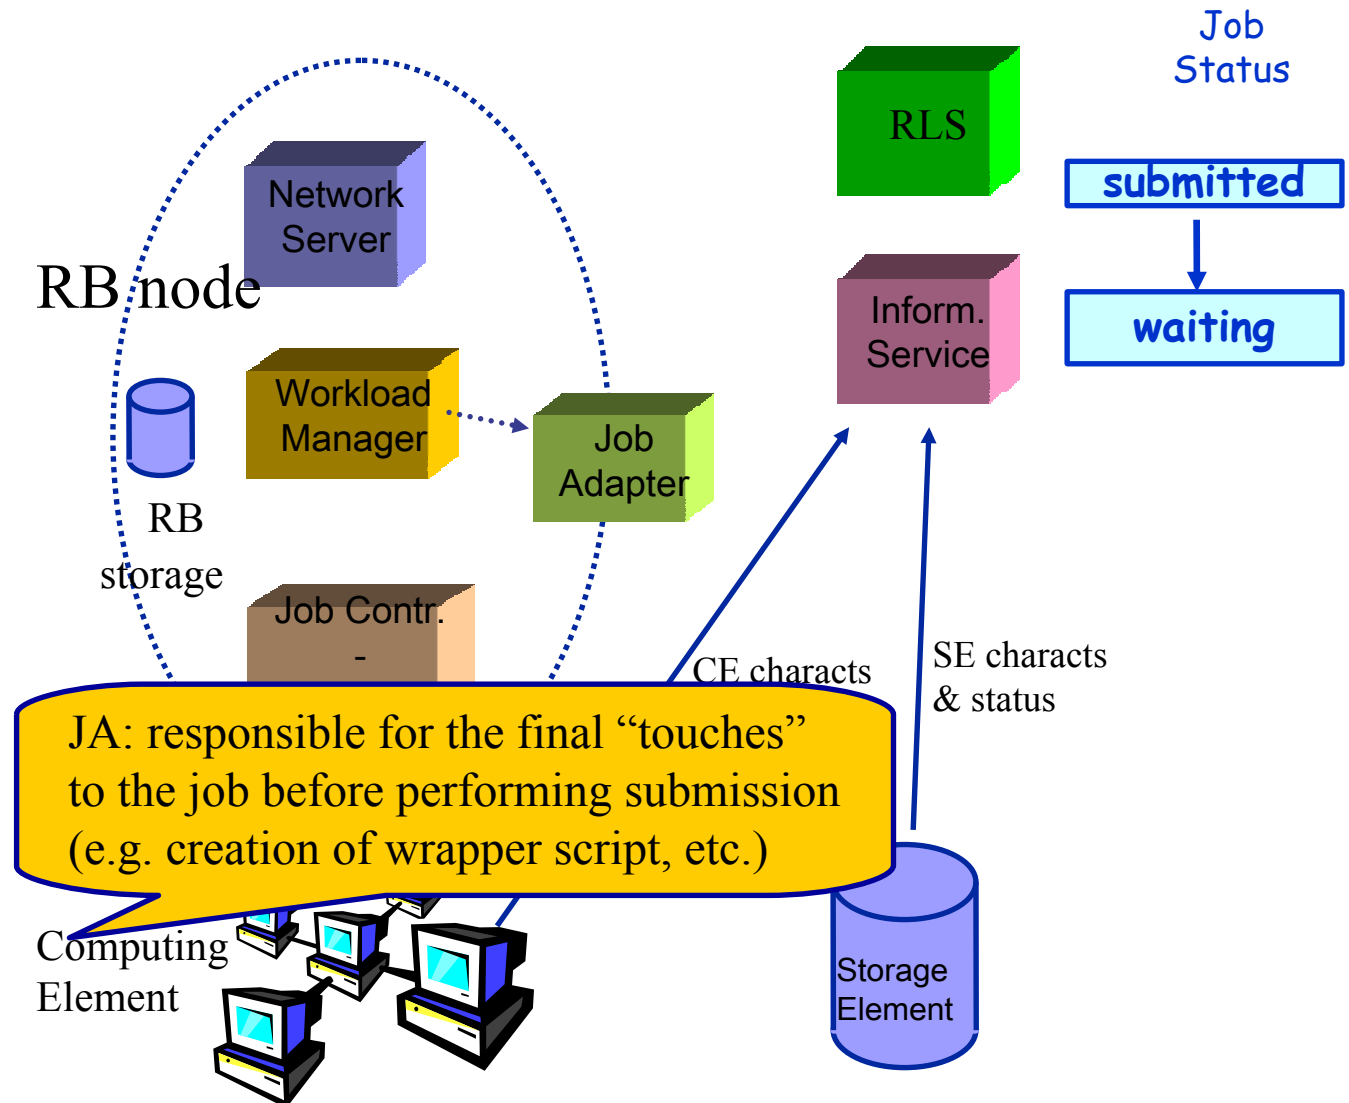 Job
Status
RLS
submitted
Network
Server
RB node
Inform.
Service
waiting
Workload
Manager
Job
Adapter
RB
storage
Job Contr.
-
CE characts
SE characts
& status
JA: responsible for the final “touches”
to the job before performing submission
(e.g. creation of wrapper script, etc.)
Computing
Element
Storage
Element